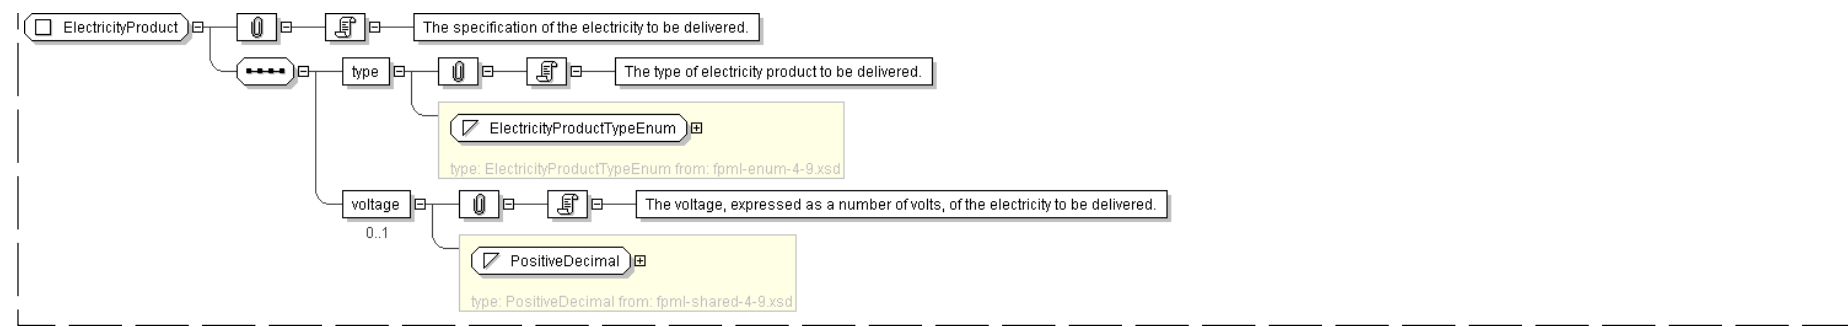 ElectricityProduct
The specification of the electricity to be delivered.
type
The type of electricity product to be delivered.
ElectricityProductTypeEnum
type: ElectricityProductTypeEnum from: fpml-enum-4-9.xsd
voltage
The voltage, expressed as a number of volts, of the electricity to be delivered.
0..1
PositiveDecimal
type: PositiveDecimal from: fpml-shared-4-9.xsd